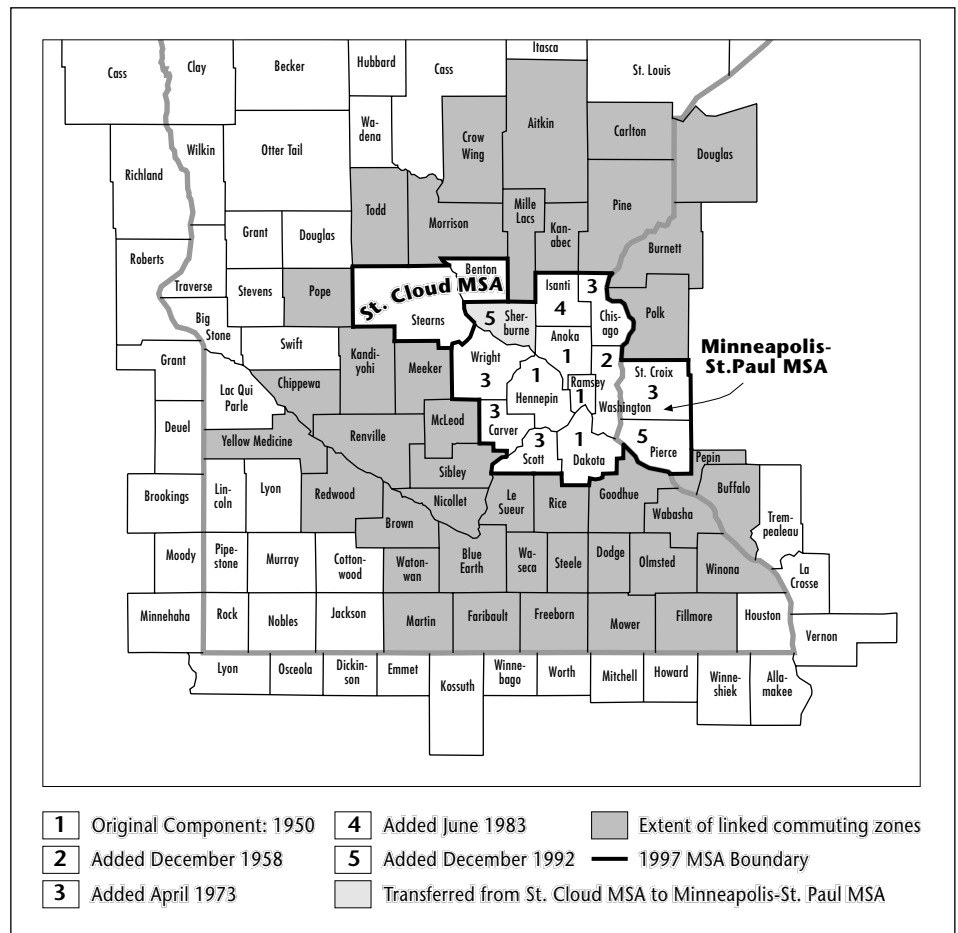 Itasca
Cass
Clay
Becker
Hubbard
Cass
St. Louis
Wa-
dena
Aitkin
Carlton
Crow
Wing
Douglas
Wilkin
Otter Tail
Richland
Mille
Lacs
Pine
Todd
Morrison
Kan-
abec
Grant
Douglas
Burnett
Roberts
Benton
Traverse
Stevens
Pope
St. Cloud MSA
Isanti
3
4
Stearns
5
Sher-
burne
Chis-
ago
Polk
Big
Stone
Swift
Anoka
1
2
Minneapolis-
St.Paul MSA
Grant
Kandi-
yohi
Meeker
Wright
3
1
Hennepin
Ramsey
1
St. Croix
3
Washington
Lac Qui
Parle
Chippewa
Deuel
McLeod
3
Carver
Yellow Medicine
Renville
3
Scott
1
Dakota
5
Pierce
Pepin
Sibley
Brookings
Lin-
coln
Lyon
Redwood
Nicollet
Le
Sueur
Rice
Goodhue
Buffalo
Wabasha
Trem-
pealeau
Brown
Moody
Pipe-
stone
Murray
Cotton-
wood
Waton-
wan
Blue
Earth
Wa-
seca
Steele
Dodge
Olmsted
Winona
La
Crosse
Minnehaha
Rock
Nobles
Jackson
Martin
Faribault
Freeborn
Mower
Fillmore
Houston
Vernon
Lyon
Osceola
Dickin-
son
Emmet
Kossuth
Winne-
bago
Worth
Mitchell
Howard
Winne-
shiek
Alla-
makee
1 Original Component: 1950
4 Added June 1983
Extent of linked commuting zones
2 Added December 1958
5 Added December 1992
1997 MSA Boundary
3 Added April 1973
Transferred from St. Cloud MSA to Minneapolis-St. Paul MSA